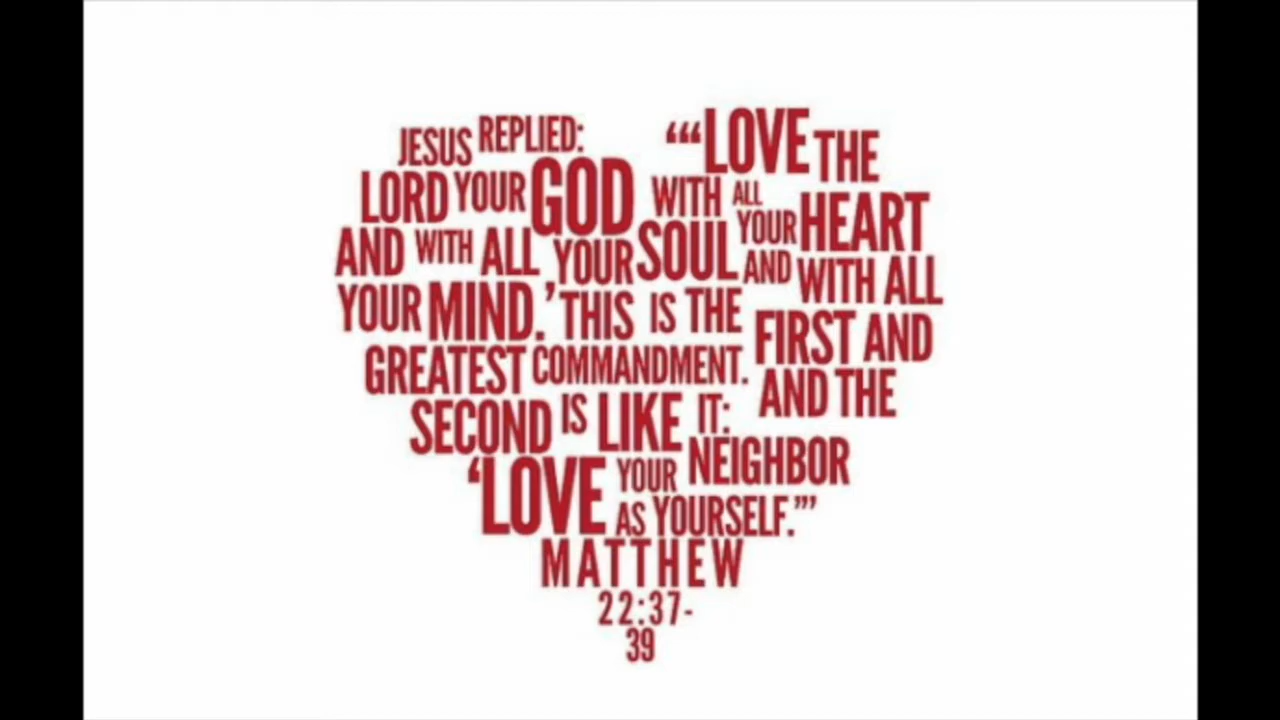 JESUS REPLIED: “‘LOVE THE
LORD YOUR GOD WITH ALL YOUR HEART
AND WITH ALL YOUR SOUL AND WITH ALL
YOUR MIND.’ THIS IS THE FIRST AND
GREATEST COMMANDMENT. AND THE
SECOND IS LIKE IT:
‘LOVE YOUR NEIGHBOR
AS YOURSELF.’”
MATTHEW
22:37-
39